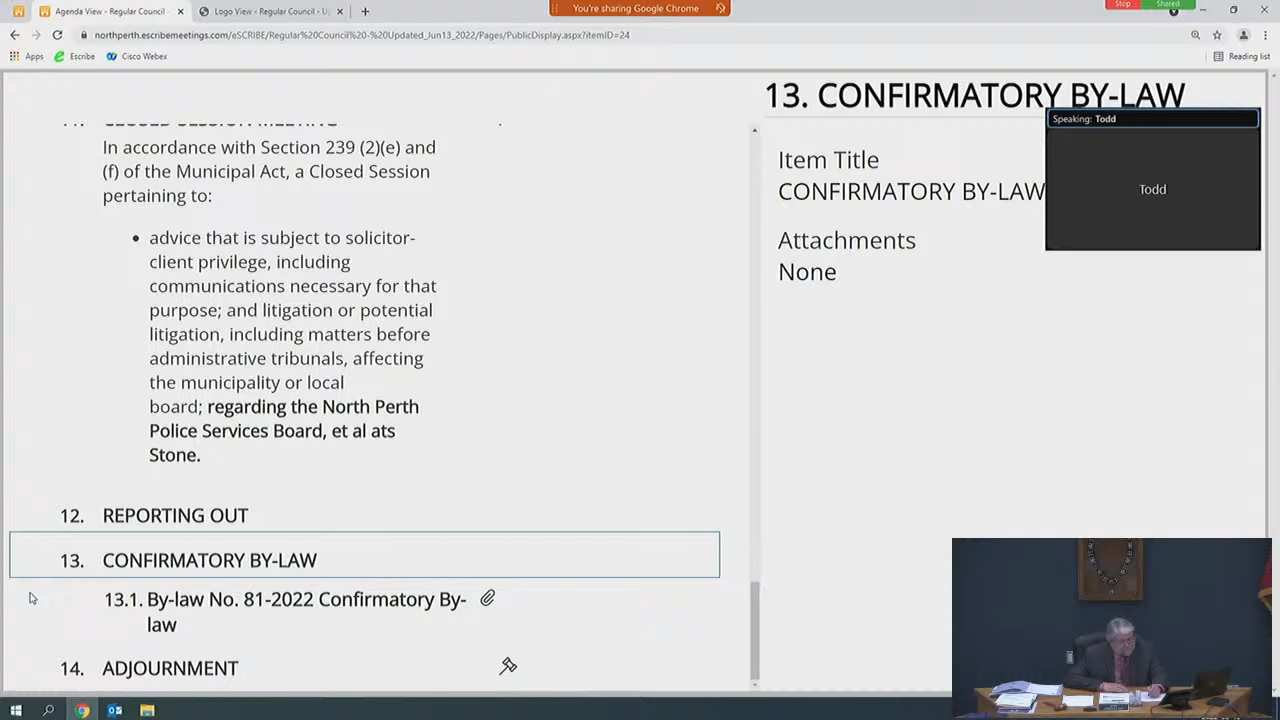 Agenda View - Regular Council
Logo View - Regular Council - U
You're sharing Google Chrome
Stop
Shared
northperth.escribemeetings.com/eSCRIBE/Regular%20Council%20-%20Updated_Jun13_2022/Pages/PublicDisplay.aspx?itemID=24
Apps
Escribe
Cisco Webex
Reading list
CLOSED SESSION MEETING
In accordance with Section 239 (2)(e) and
(f) of the Municipal Act, a Closed Session
pertaining to:
• advice that is subject to solicitor-
client privilege, including
communications necessary for that
purpose; and litigation or potential
litigation, including matters before
administrative tribunals, affecting
the municipality or local
board; regarding the North Perth
Police Services Board, et al ats
Stone.
12. REPORTING OUT
13. CONFIRMATORY BY-LAW
13.1. By-law No. 81-2022 Confirmatory By-
law
14. ADJOURNMENT
13. CONFIRMATORY BY-LAW
Item Title
CONFIRMATORY BY-LAW
Attachments
None
Speaking: Todd
Todd